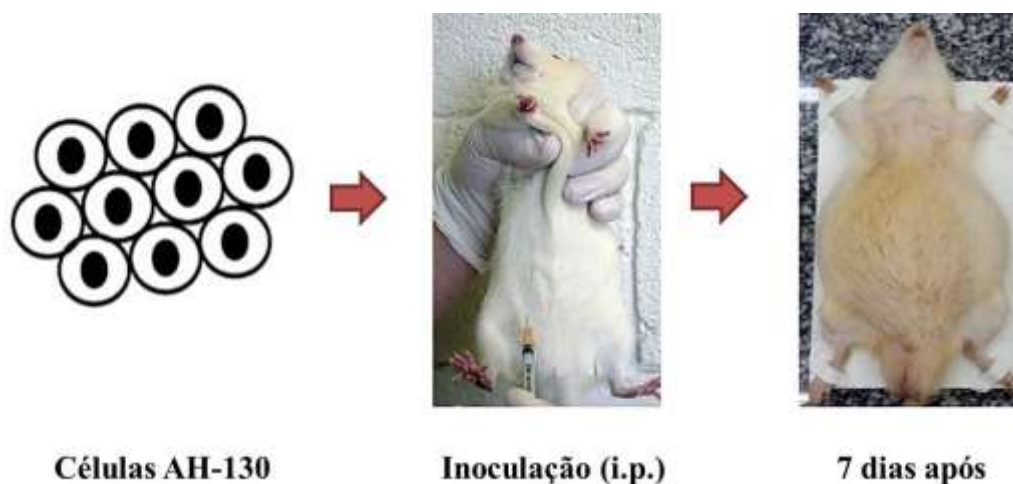 Células AH-130
Inoculação (i.p.)
7 dias após